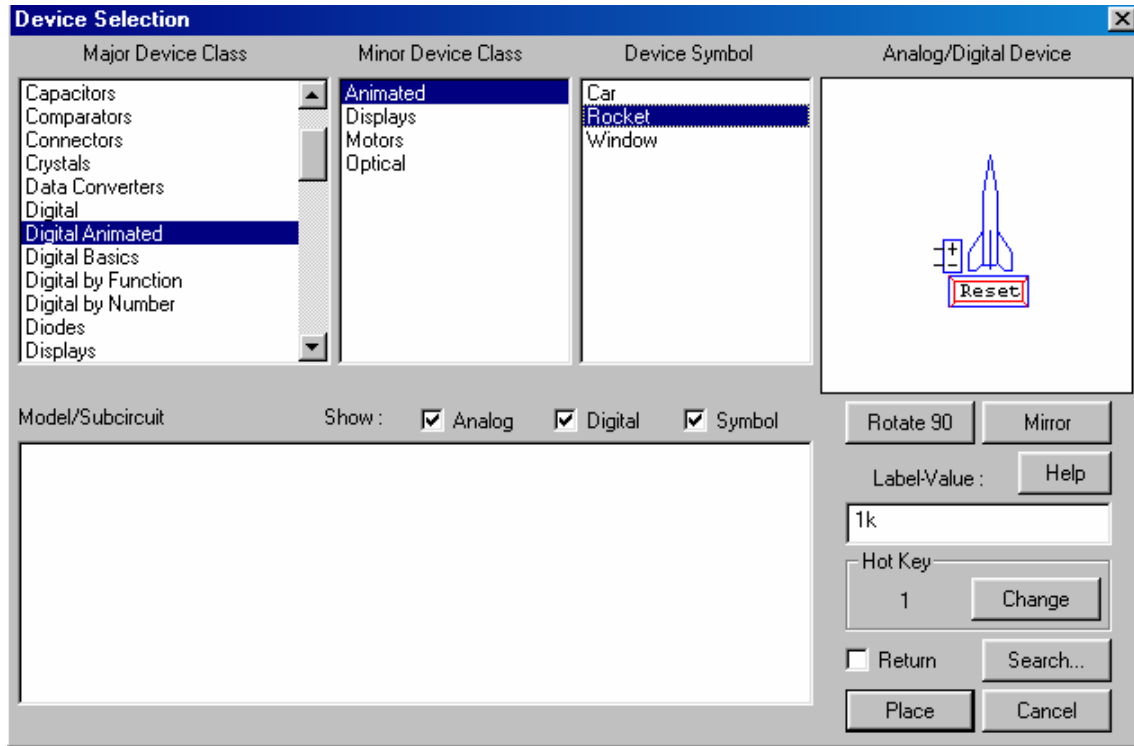 Device Selection
Major Device Class
Minor Device Class
Device Symbol
Analog/Digital Device
Capacitors
Comparators
Connectors
Crystals
Data Converters
Digital
Digital Animated
Digital Basics
Digital by Function
Digital by Number
Diodes
Displays
Animated
Displays
Motors
Optical
Car
Rocket
Window
+
-
Reset
Model/Subcircuit
Show :
Analog
Digital
Symbol
Rotate 90
Mirror
Label-Value :
Help
1k
Hot Key
1
Change
Return
Search...
Place
Cancel